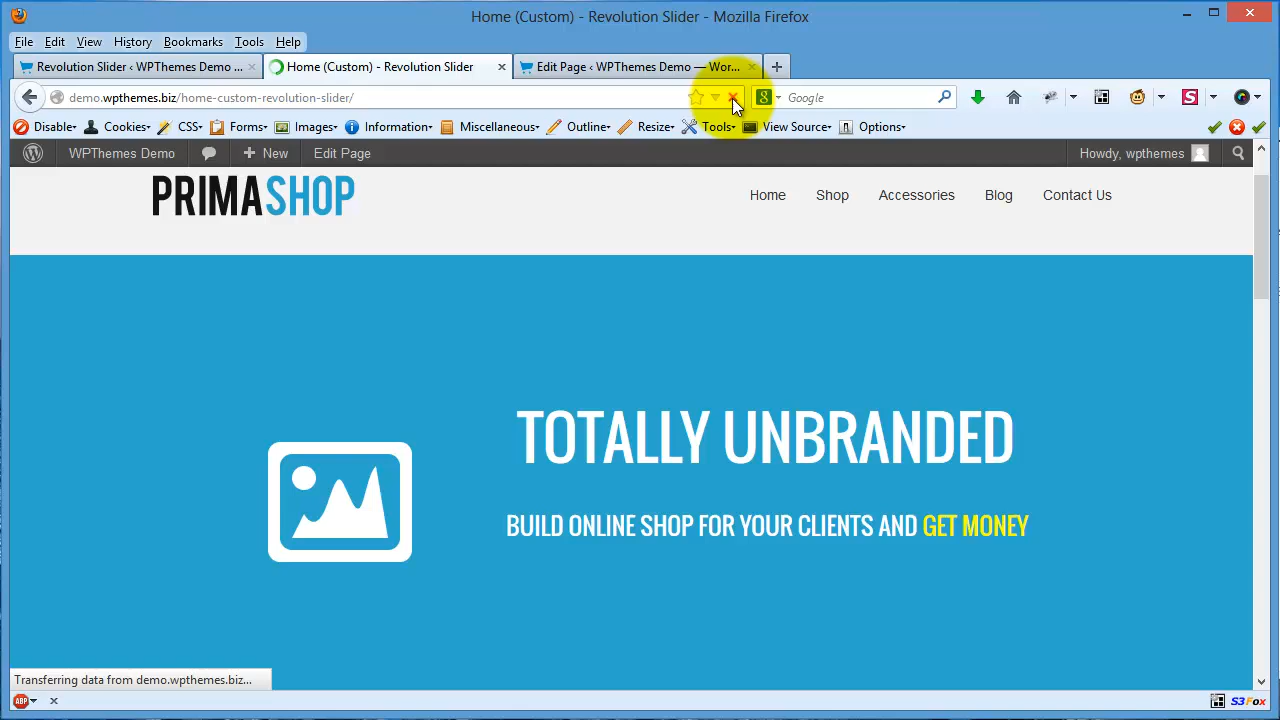 Home (Custom) - Revolution Slider - Mozilla Firefox
File Edit View History Bookmarks Tools Help
Revolution Slider ‹ WPThemes Demo ... Home (Custom) - Revolution Slider Edit Page ‹ WPThemes Demo — Wor...
demo.wpthemes.biz/home-custom-revolution-slider/ Google
Disable Cookies CSS Forms Images Information Miscellaneous Outline Resize Tools View Source Options
WPThemes Demo New Edit Page Howdy, wpthemes
PRIMASHOP Home Shop Accessories Blog Contact Us
TOTALLY UNBRANDED
BUILD ONLINE SHOP FOR YOUR CLIENTS AND GET MONEY
Transferring data from demo.wpthemes.biz...
ABP S3Fox